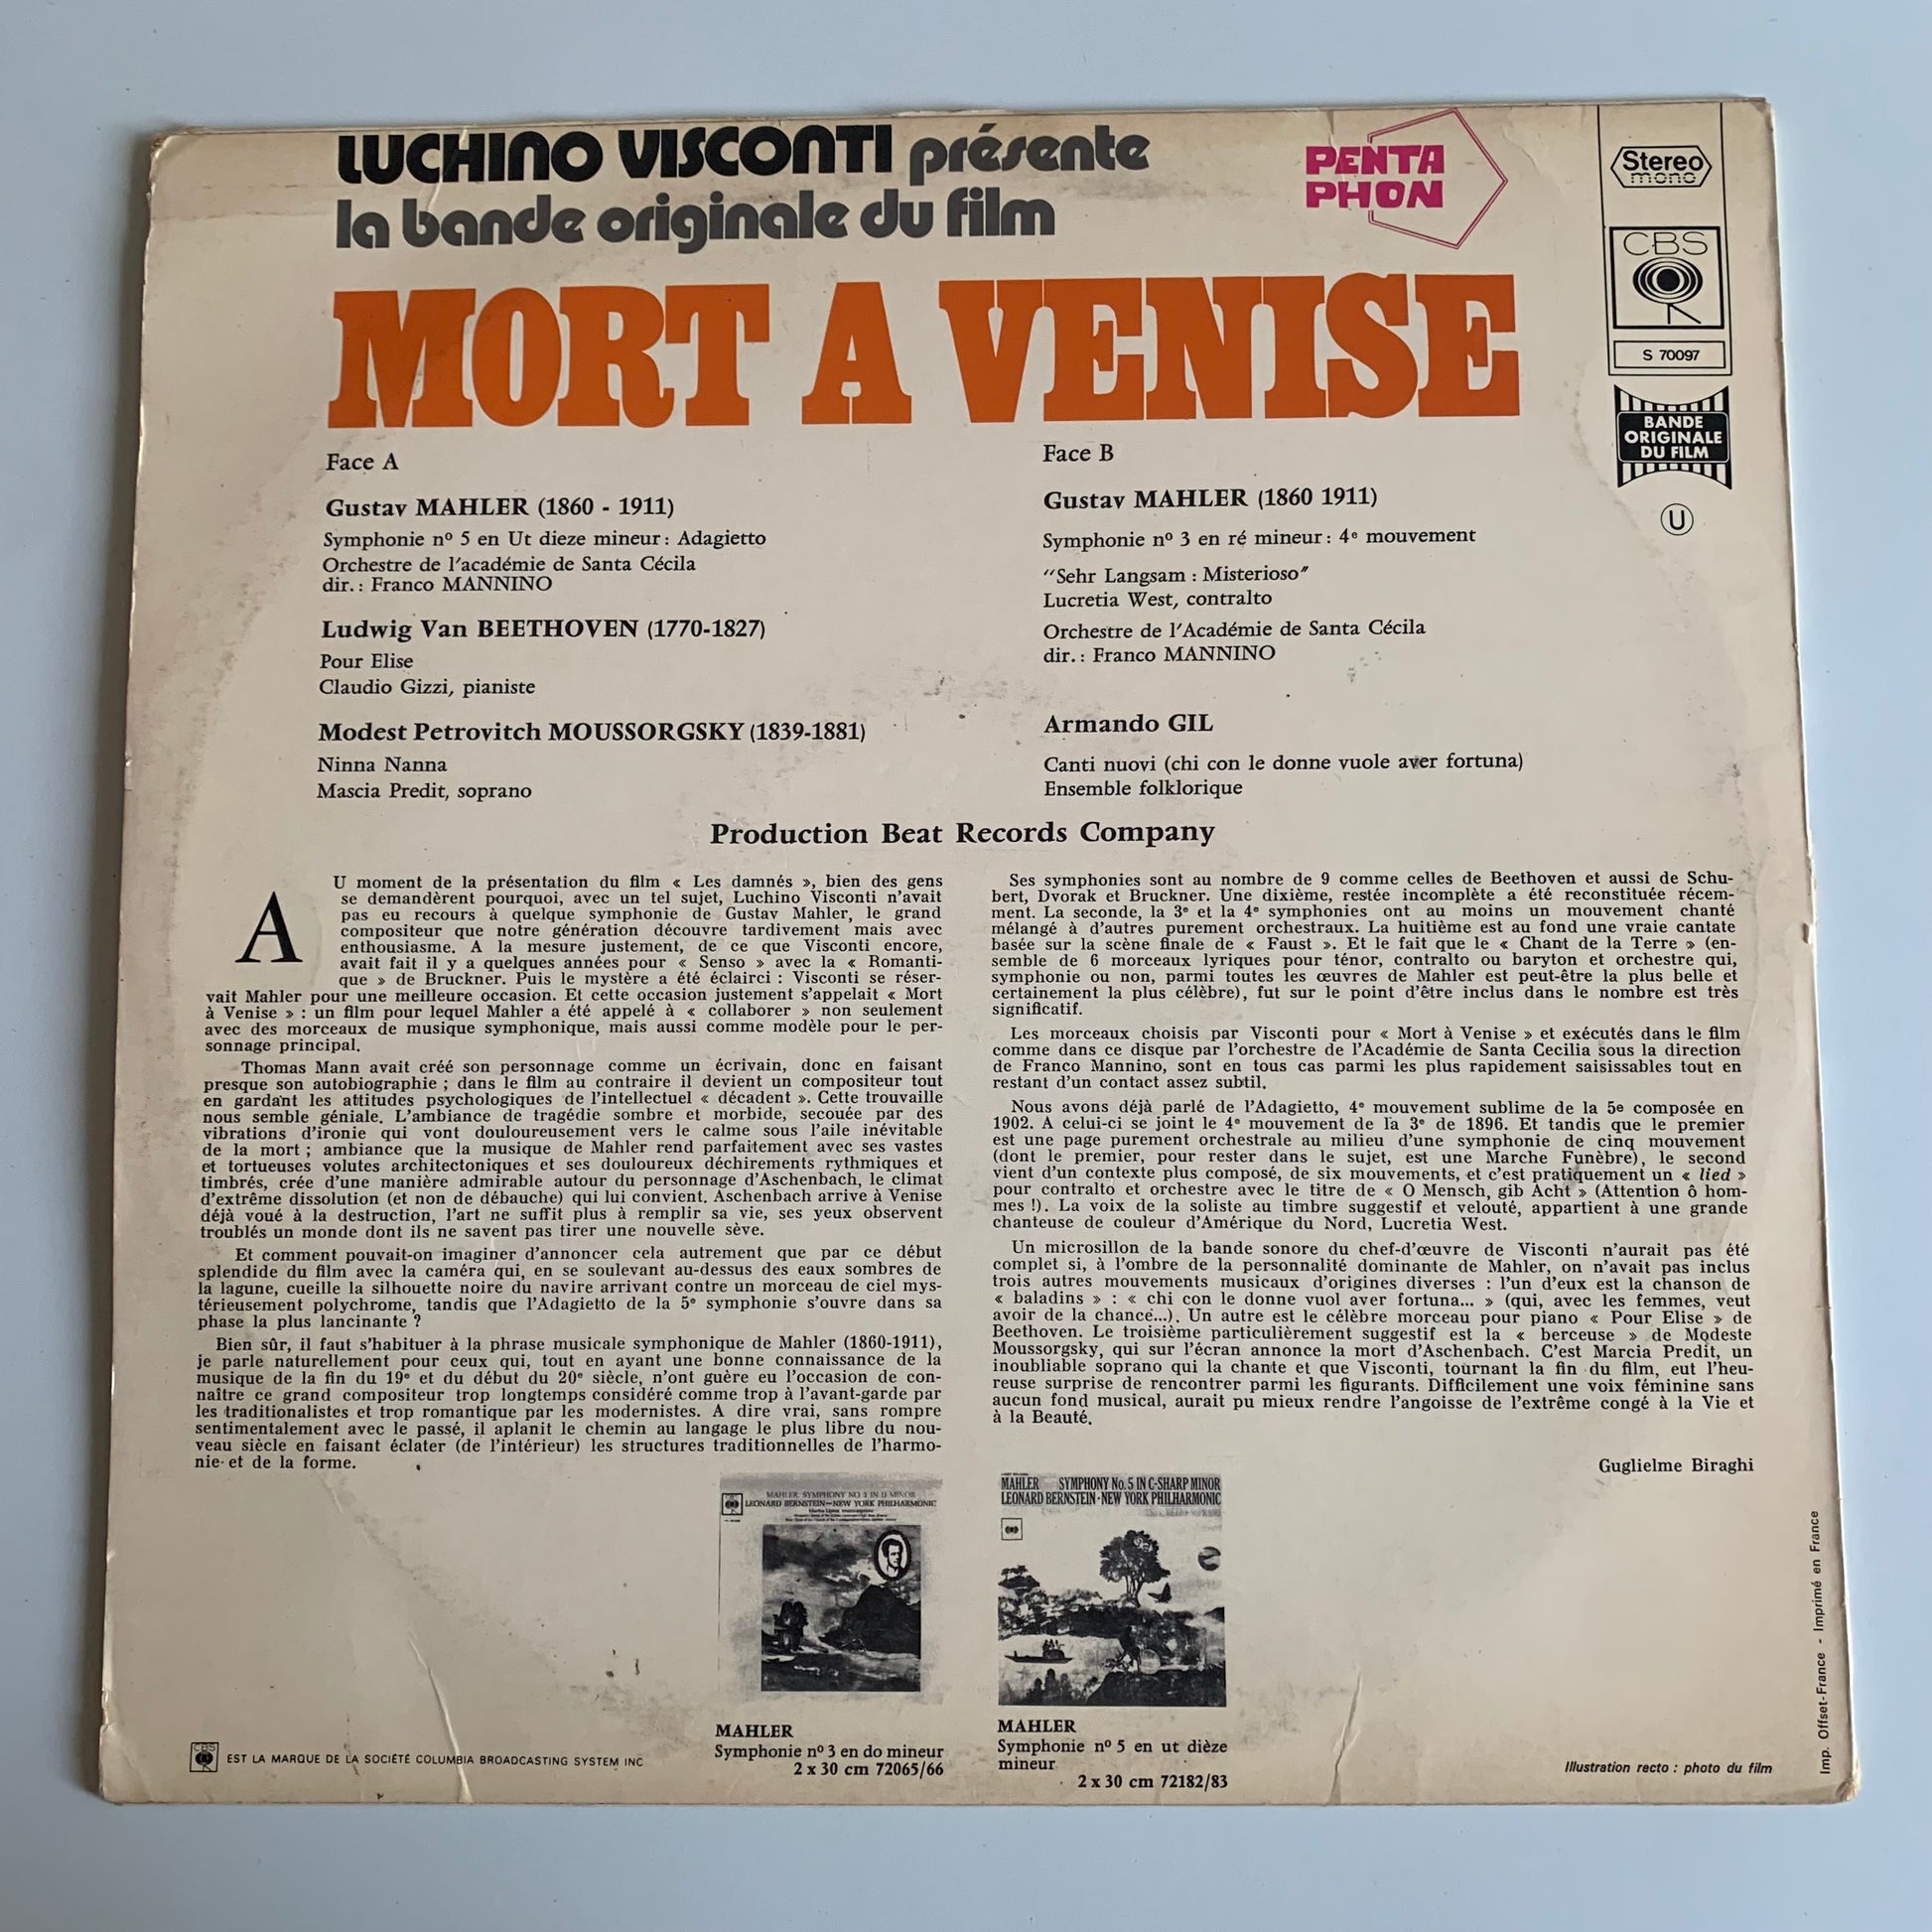 LUCHINO VISCONTI présente
la bande originale du film
PENTA
PHON
Stereo
mono
CBS
S 70097
MORT A VENISE
BANDE
ORIGINALE
DU FILM
U
Face A
Gustav MAHLER (1860 - 1911)
Symphonie nº 5 en Ut dieze mineur : Adagietto
Orchestre de l'académie de Santa Cécila
dir. : Franco MANNINO
Ludwig Van BEETHOVEN (1770-1827)
Pour Elise
Claudio Gizzi, pianiste
Modest Petrovitch MOUSSORGSKY (1839-1881)
Ninna Nanna
Mascia Predit, soprano
Face B
Gustav MAHLER (1860 1911)
Symphonie nº 3 en ré mineur : 4e mouvement
"Sehr Langsam : Misterioso"
Lucretia West, contralto
Orchestre de l'Académie de Santa Cécila
dir. : Franco MANNINO
Armando GIL
Canti nuovi (chi con le donne vuole aver fortuna)
Ensemble folklorique
Production Beat Records Company
AU moment de la présentation du film « Les damnés », bien des gens
se demandèrent pourquoi, avec un tel sujet, Luchino Visconti n'avait
pas eu recours à quelque symphonie de Gustav Mahler, le grand
compositeur que notre génération découvre tardivement mais avec
enthousiasme. A la mesure justement, de ce que Visconti encore,
avait fait il y a quelques années pour « Senso » avec la « Romanti-
que » de Bruckner. Puis le mystère a été éclairci : Visconti se réser-
vait Mahler pour une meilleure occasion. Et cette occasion justement s'appelait « Mort
à Venise » : un film pour lequel Mahler a été appelé à « collaborer » non seulement
avec des morceaux de musique symphonique, mais aussi comme modèle pour le per-
sonnage principal.
Thomas Mann avait créé son personnage comme un écrivain, donc en faisant
presque son autobiographie ; dans le film au contraire il devient un compositeur tout
en gardant les attitudes psychologiques de l'intellectuel « décadent ». Cette trouvaille
nous semble géniale. L'ambiance de tragédie sombre et morbide, secouée par des
vibrations d'ironie qui vont douloureusement vers le calme sous l'aile inévitable
de la mort ; ambiance que la musique de Mahler rend parfaitement avec ses vastes
et tortueuses volutes architectoniques et ses douloureux déchirements rythmiques et
timbrés, crée d'une manière admirable autour du personnage d'Aschenbach, le climat
d'extrême dissolution (et non de débauche) qui lui convient. Aschenbach arrive à Venise
déjà voué à la destruction, l'art ne suffit plus à remplir sa vie, ses yeux observent
troublés un monde dont ils ne savent pas tirer une nouvelle sève.
Et comment pouvait-on imaginer d'annoncer cela autrement que par ce début
splendide du film avec la caméra qui, en se soulevant au-dessus des eaux sombres de
la lagune, cueille la silhouette noire du navire arrivant contre un morceau de ciel mys-
térieusement polychrome, tandis que l'Adagietto de la 5e symphonie s'ouvre dans sa
phase la plus lancinante ?
Bien sûr, il faut s'habituer à la phrase musicale symphonique de Mahler (1860-1911),
je parle naturellement pour ceux qui, tout en ayant une bonne connaissance de la
musique de la fin du 19e et du début du 20e siècle, n'ont guère eu l'occasion de con-
naître ce grand compositeur trop longtemps considéré comme trop à l'avant-garde par
les traditionalistes et trop romantique par les modernistes. A dire vrai, sans rompre
sentimentalement avec le passé, il aplanit le chemin au langage le plus libre du nou-
veau siècle en faisant éclater (de l'intérieur) les structures traditionnelles de l'harmo-
nie et de la forme.
Ses symphonies sont au nombre de 9 comme celles de Beethoven et aussi de Schu-
bert, Dvorak et Bruckner. Une dixième, restée incomplète a été reconstituée récem-
ment. La seconde, la 3e et la 4e symphonies ont au moins un mouvement chanté
mélangé à d'autres purement orchestraux. La huitième est au fond une vraie cantate
basée sur la scène finale de « Faust ». Et le fait que le « Chant de la Terre » (en-
semble de 6 morceaux lyriques pour ténor, contralto ou baryton et orchestre qui,
symphonie ou non, parmi toutes les œuvres de Mahler est peut-être la plus belle et
certainement la plus célèbre), fut sur le point d'être inclus dans le nombre est très
significatif.
Les morceaux choisis par Visconti pour « Mort à Venise » et exécutés dans le film
comme dans ce disque par l'orchestre de l'Académie de Santa Cecilia sous la direction
de Franco Mannino, sont en tous cas parmi les plus rapidement saisissables tout en
restant d'un contact assez subtil.
Nous avons déjà parlé de l'Adagietto, 4e mouvement sublime de la 5e composée en
1902. A celui-ci se joint le 4e mouvement de la 3e de 1896. Et tandis que le premier
est une page purement orchestrale au milieu d'une symphonie de cinq mouvement
(dont le premier, pour rester dans le sujet, est une Marche Funèbre), le second
vient d'un contexte plus composé, de six mouvements, et c'est pratiquement un « lied »
pour contralto et orchestre avec le titre de « O Mensch, gib Acht » (Attention ô hom-
mes !). La voix de la soliste au timbre suggestif et velouté, appartient à une grande
chanteuse de couleur d'Amérique du Nord, Lucretia West.
Un microsillon de la bande sonore du chef-d'œuvre de Visconti n'aurait pas été
complet si, à l'ombre de la personnalité dominante de Mahler, on n'avait pas inclus
trois autres mouvements musicaux d'origines diverses : l'un d'eux est la chanson de
« baladins » : « chi con le donne vuol aver fortuna... » (qui, avec les femmes, veut
avoir de la chance...). Un autre est le célèbre morceau pour piano « Pour Elise » de
Beethoven. Le troisième particulièrement suggestif est la « berceuse » de Modeste
Moussorgsky, qui sur l'écran annonce la mort d'Aschenbach. C'est Marcia Predit, un
inoubliable soprano qui la chante et que Visconti, tournant la fin du film, eut l'heu-
reuse surprise de rencontrer parmi les figurants. Difficilement une voix féminine sans
aucun fond musical, aurait pu mieux rendre l'angoisse de l'extrême congé à la Vie et
à la Beauté.
Guglielme Biraghi
MAHLER: SYMPHONY NO. 3 IN D MINOR
LEONARD BERNSTEIN—NEW YORK PHILHARMONIC
MAHLER SYMPHONY No. 5 IN C-SHARP MINOR
LEONARD BERNSTEIN · NEW YORK PHILHARMONIC
MAHLER
Symphonie nº 3 en do mineur
2 x 30 cm 72065/66
MAHLER
Symphonie nº 5 en ut dièze
mineur
2 x 30 cm 72182/83
CBS EST LA MARQUE DE LA SOCIÉTÉ COLUMBIA BROADCASTING SYSTEM INC
Illustration recto : photo du film
Imp. Offset-France - Imprimé en France